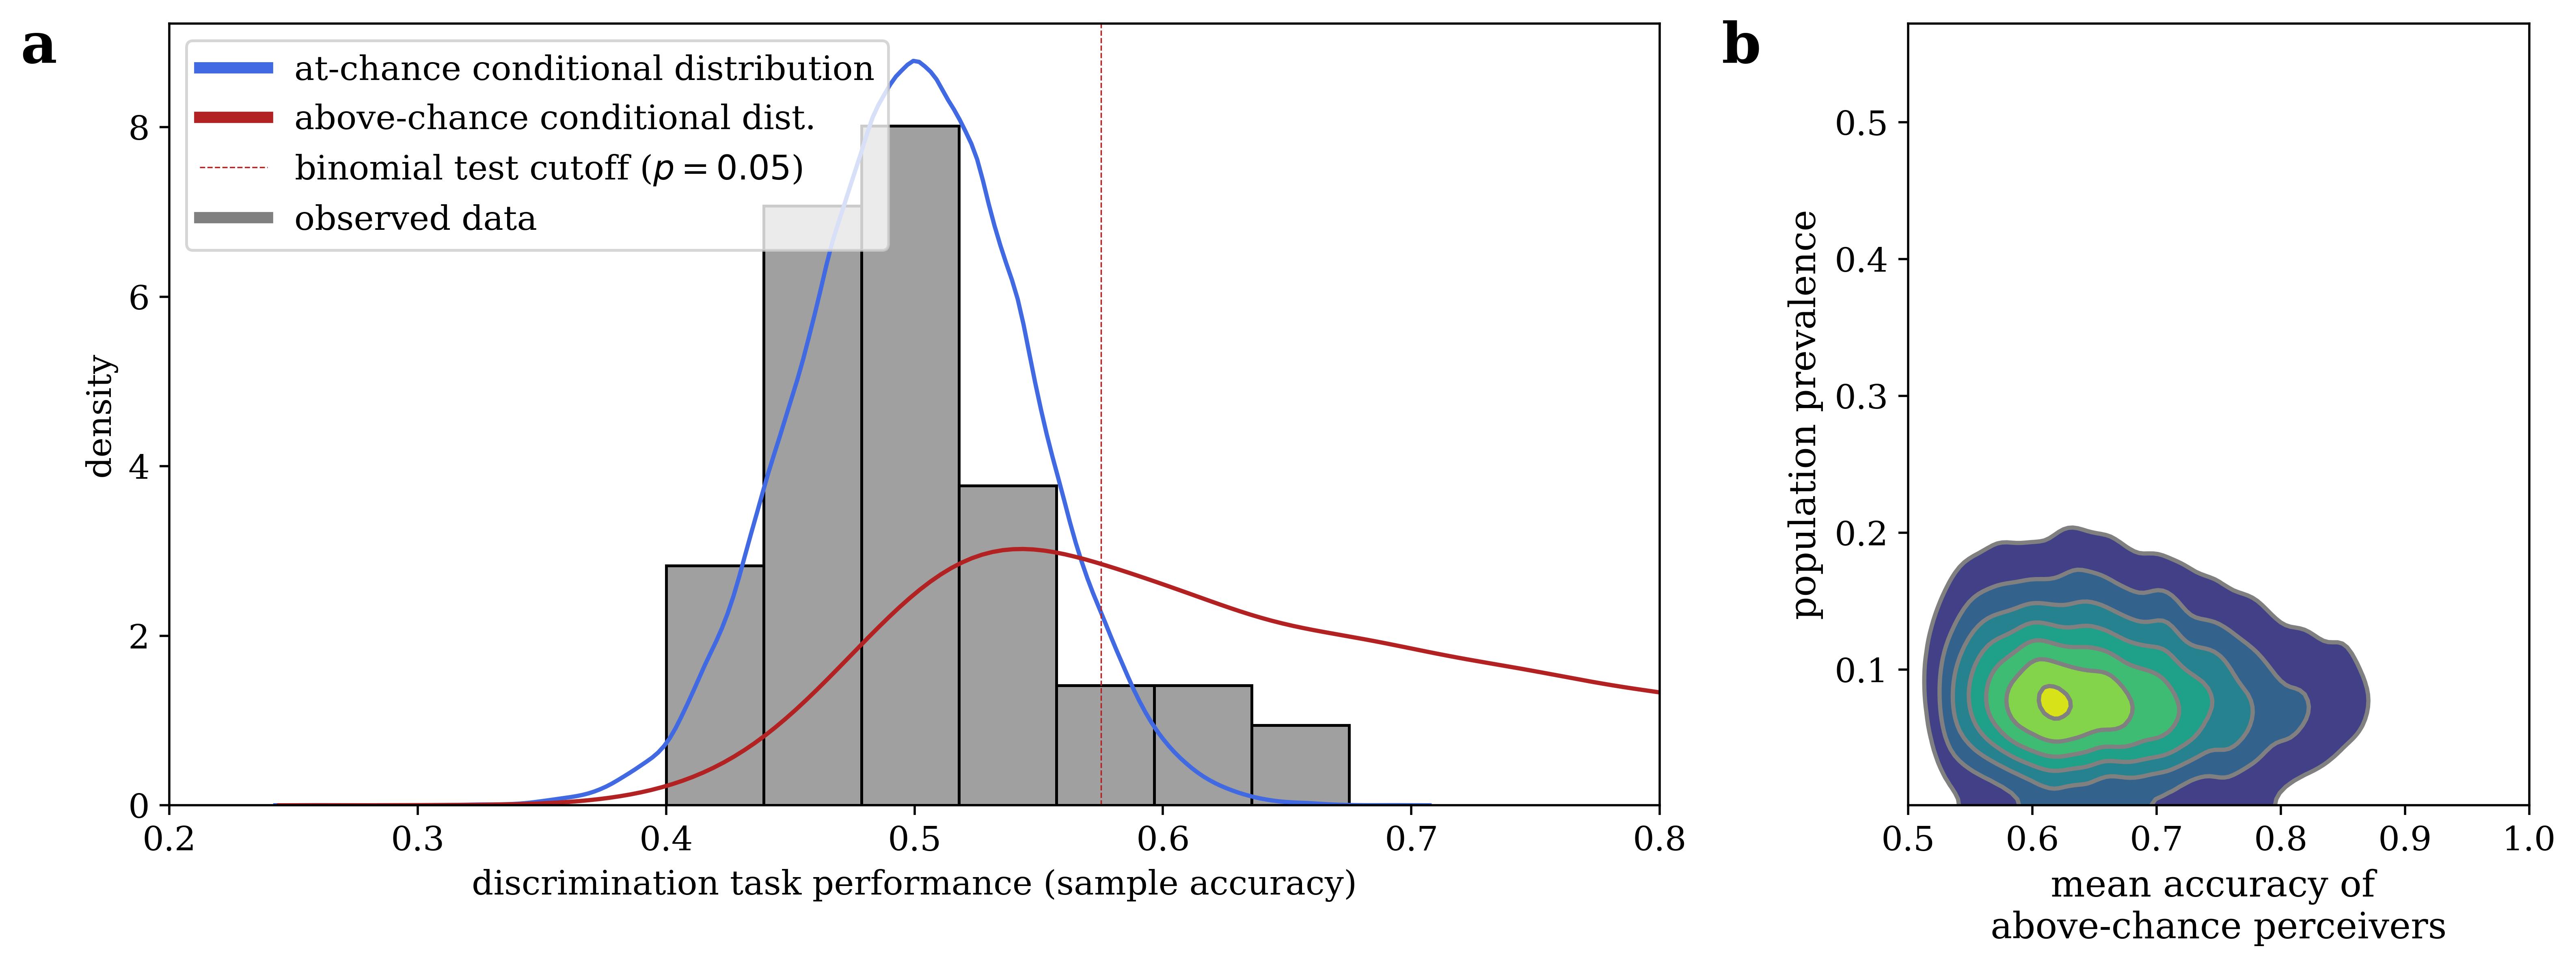 a
at-chance conditional distribution
above-chance conditional dist.
binomial test cutoff (p = 0.05)
observed data
density
8
6
4
2
0
0.2 0.3 0.4 0.5 0.6 0.7 0.8
discrimination task performance (sample accuracy)
b
population prevalence
0.5
0.4
0.3
0.2
0.1
0.5 0.6 0.7 0.8 0.9 1.0
mean accuracy of
above-chance perceivers